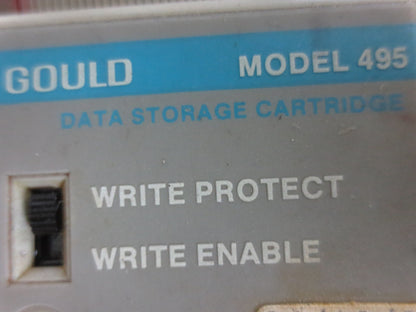 GOULD MODEL 495
DATA STORAGE CARTRIDGE
WRITE PROTECT
WRITE ENABLE